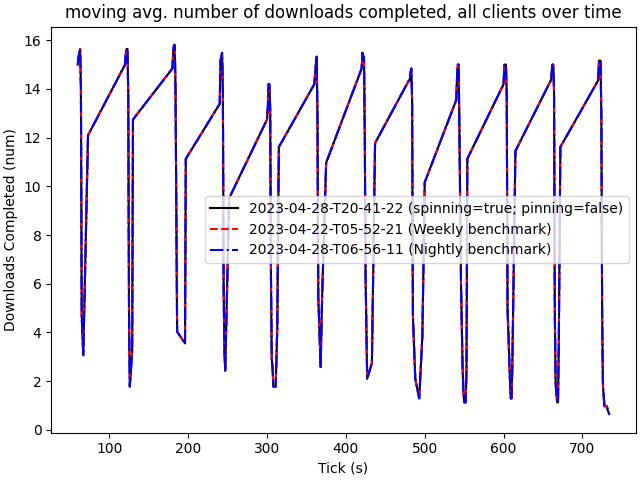 moving avg. number of downloads completed, all clients over time
16
14
12
10
8
6
4
2
0
Downloads Completed (num)
2023-04-28-T20-41-22 (spinning=true; pinning=false)
2023-04-22-T05-52-21 (Weekly benchmark)
2023-04-28-T06-56-11 (Nightly benchmark)
100 200 300 400 500 600 700
Tick (s)